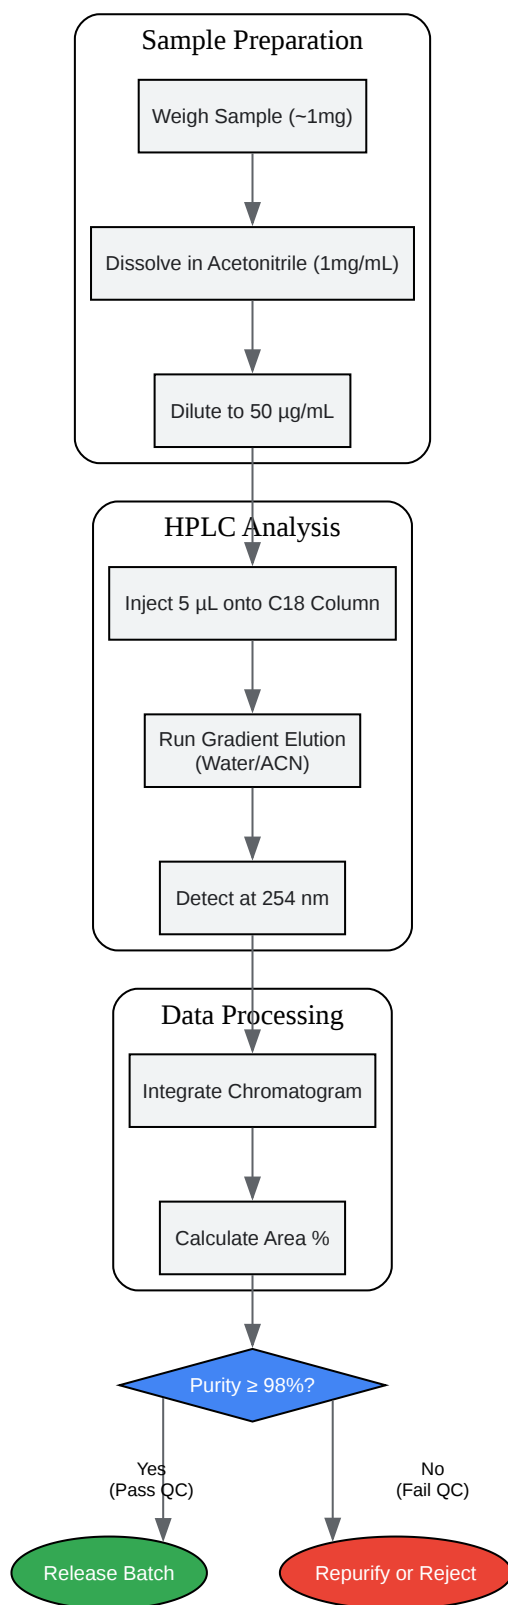 Sample Preparation
Weigh Sample (~1mg)
Dissolve in Acetonitrile (1mg/mL)
Dilute to 50 µg/mL
HPLC Analysis
Inject 5 µL onto C18 Column
Run Gradient Elution
(Water/ACN)
Detect at 254 nm
Data Processing
Integrate Chromatogram
Calculate Area %
Purity ≥ 98%?
Yes
(Pass QC)
No
(Fail QC)
Release Batch
Repurify or Reject